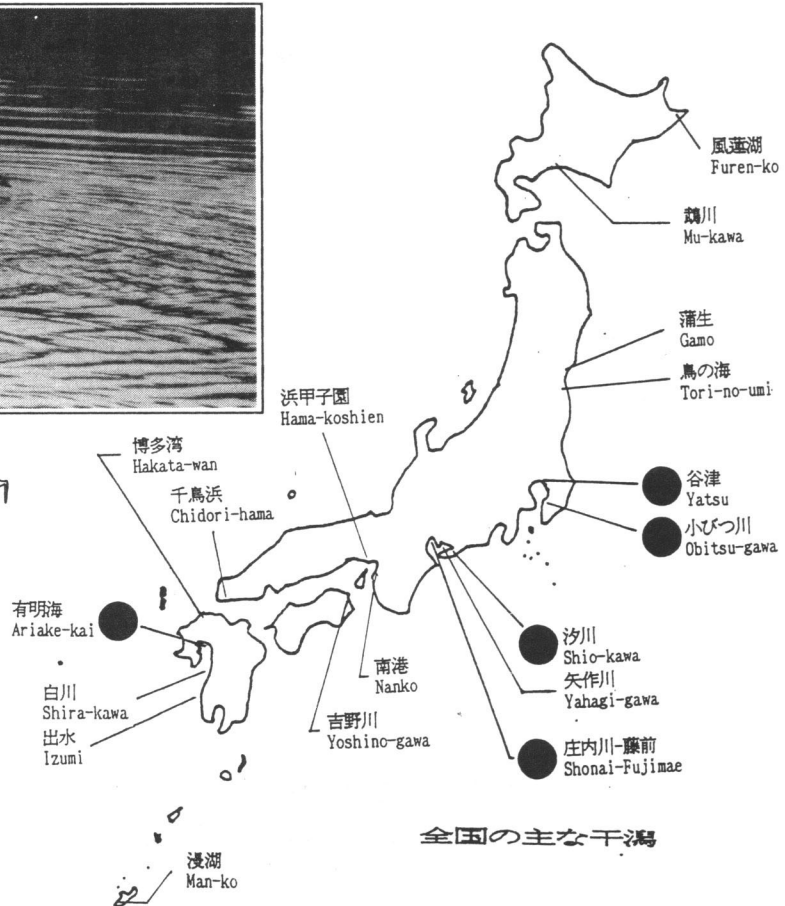 風蓮湖
Furen-ko
鵡川
Mu-kawa
蒲生
Gamo
鳥の海
Tori-no-umi
浜甲子園
Hama-koshien
博多湾
Hakata-wan
千鳥浜
Chidori-hama
谷津
Yatsu
小びつ川
Obitsu-gawa
有明海
Ariake-kai
汐川
Shio-kawa
南港
Nanko
矢作川
Yahagi-gawa
白川
Shira-kawa
吉野川
Yoshino-gawa
出水
Izumi
庄内川-藤前
Shonai-Fujimae
全国の主な干潟
漫湖
Man-ko